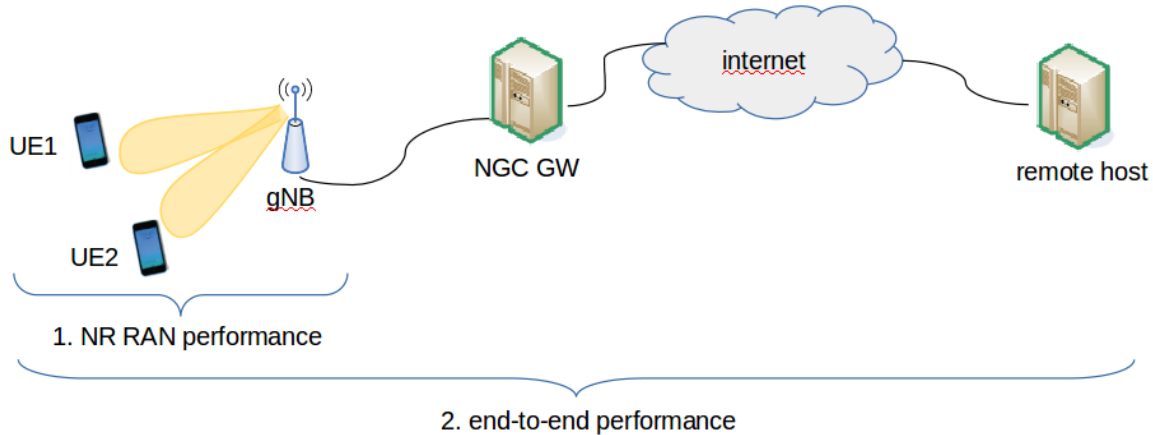 internet
UE1
gNB
NGC GW
remote host
UE2
1. NR RAN performance
2. end-to-end performance